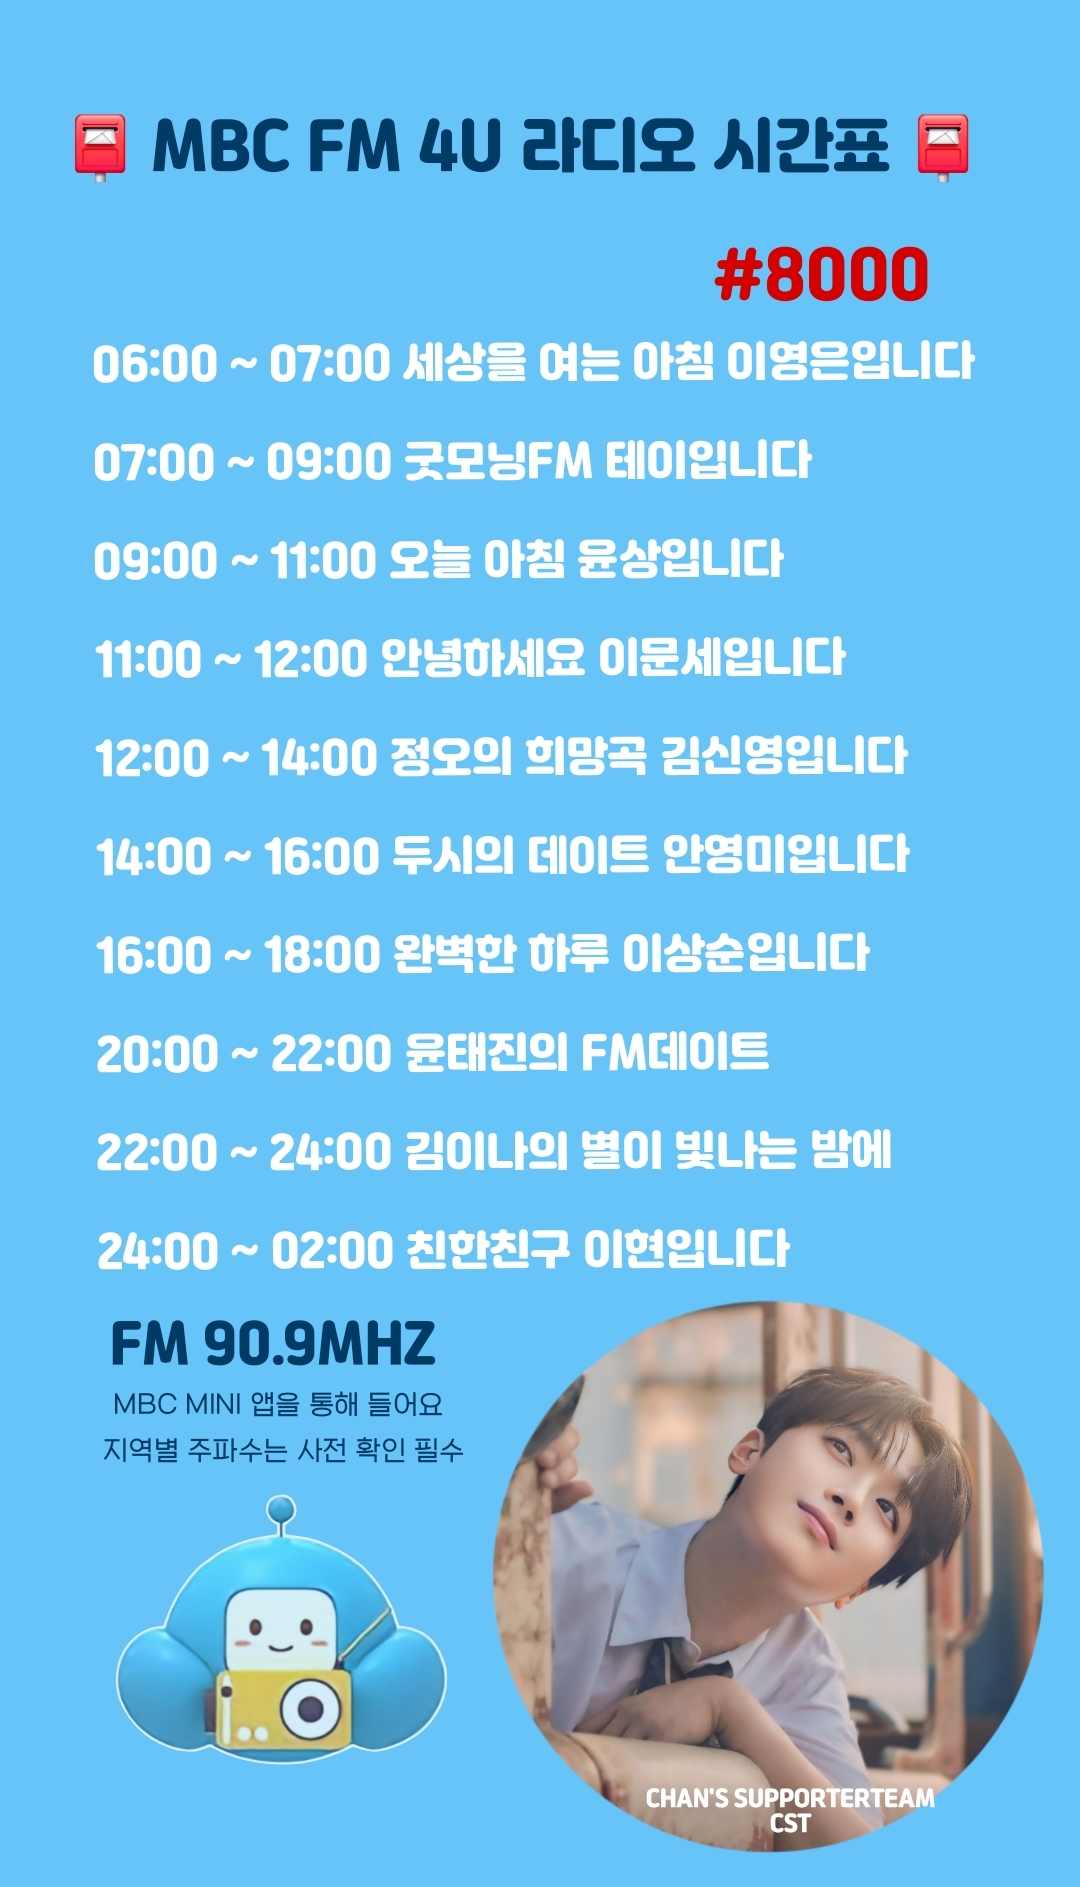 MBC FM 4U 라디오 시간표
#8000
06:00 ~ 07:00 세상을 여는 아침 이영은입니다
07:00 ~ 09:00 굿모닝FM 테이입니다
09:00 ~ 11:00 오늘 아침 윤상입니다
11:00 ~ 12:00 안녕하세요 이문세입니다
12:00 ~ 14:00 정오의 희망곡 김신영입니다
14:00 ~ 16:00 두시의 데이트 안영미입니다
16:00 ~ 18:00 완벽한 하루 이상순입니다
20:00 ~ 22:00 윤태진의 FM데이트
22:00 ~ 24:00 김이나의 별이 빛나는 밤에
24:00 ~ 02:00 친한친구 이현입니다
FM 90.9MHZ
MBC MINI 앱을 통해 들어요
지역별 주파수는 사전 확인 필수
CHAN'S SUPPORTERTEAM
CST